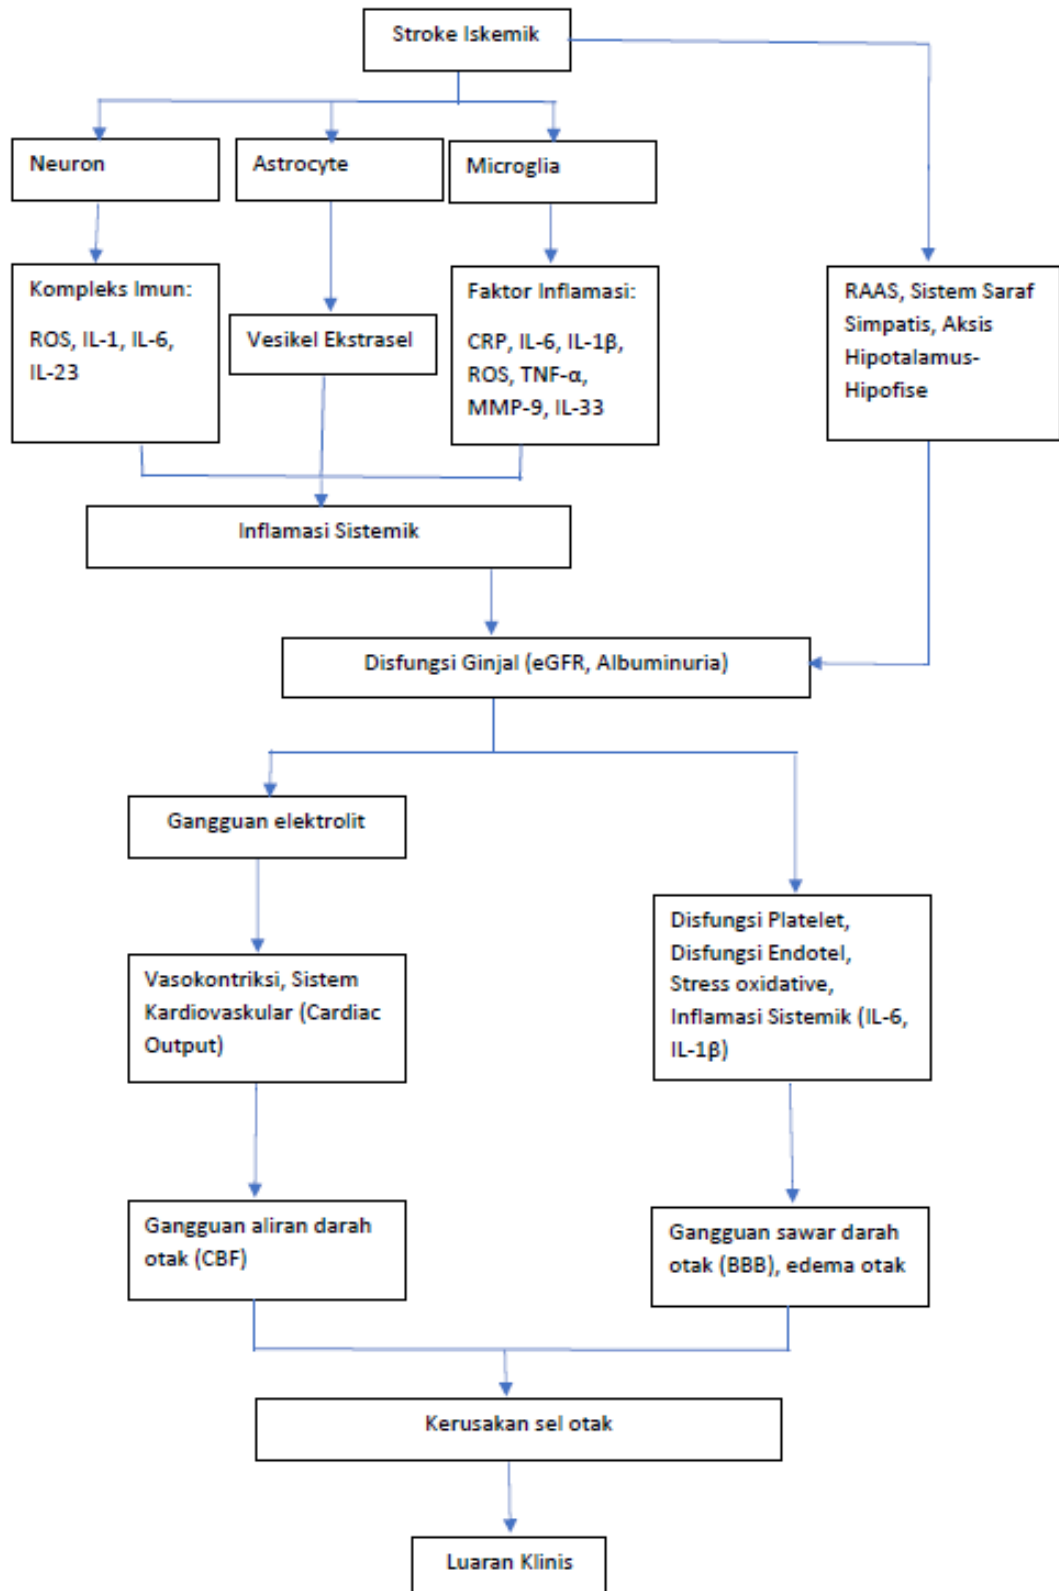 Stroke Iskemik
Neuron
Astrocyte
Microglia
Kompleks Imun:
ROS, IL-1, IL-6,
IL-23
Vesikel Ekstrasel
Faktor Inflamasi:
CRP, IL-6, IL-1β,
ROS, TNF-α,
MMP-9, IL-33
RAAS, Sistem Saraf
Simpatis, Aksis
Hipotalamus-
Hipofise
Inflamasi Sistemik
Disfungsi Ginjal (eGFR, Albuminuria)
Gangguan elektrolit
Vasokontriksi, Sistem
Kardiovaskular (Cardiac
Output)
Disfungsi Platelet,
Disfungsi Endotel,
Stress oxidative,
Inflamasi Sistemik (IL-6,
IL-1β)
Gangguan aliran darah
otak (CBF)
Gangguan sawar darah
otak (BBB), edema otak
Kerusakan sel otak
Luaran Klinis